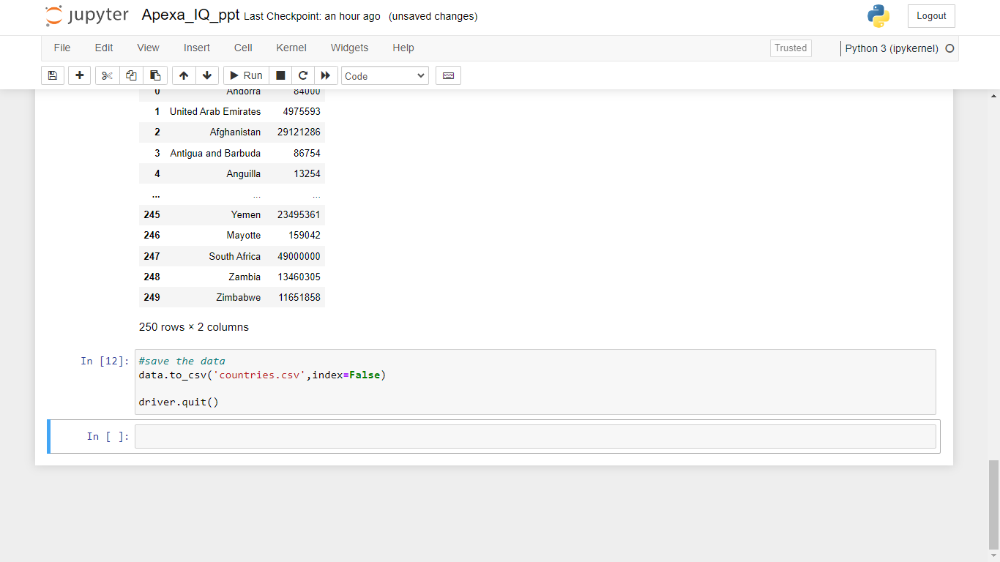 jupyter Apexa_IQ_ppt Last Checkpoint: an hour ago (unsaved changes) Logout
File Edit View Insert Cell Kernel Widgets Help Trusted Python 3 (ipykernel)
Run Code
0 Andorra 84000
1 United Arab Emirates 4975593
2 Afghanistan 29121286
3 Antigua and Barbuda 86754
4 Anguilla 13254
... ... ...
245 Yemen 23495361
246 Mayotte 159042
247 South Africa 49000000
248 Zambia 13460305
249 Zimbabwe 11651858
250 rows × 2 columns
In [12]: #save the data
data.to_csv('countries.csv',index=False)
driver.quit()
In [ ]: